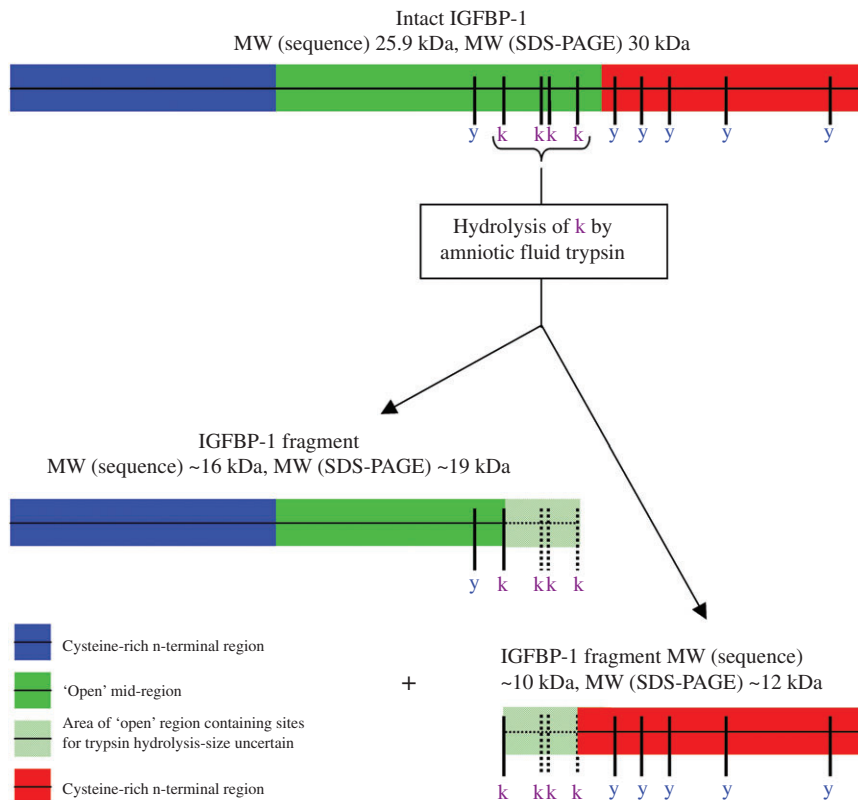 Intact IGFBP-1
MW (sequence) 25.9 kDa, MW (SDS-PAGE) 30 kDa
y k k k k y y y y y
Hydrolysis of k by
amniotic fluid trypsin
IGFBP-1 fragment
MW (sequence) ~16 kDa, MW (SDS-PAGE) ~19 kDa
y k k k k
Cysteine-rich n-terminal region
'Open' mid-region
Area of 'open' region containing sites
for trypsin hydrolysis-size uncertain
Cysteine-rich n-terminal region
+
IGFBP-1 fragment MW (sequence)
~10 kDa, MW (SDS-PAGE) ~12 kDa
k k k k y y y y y